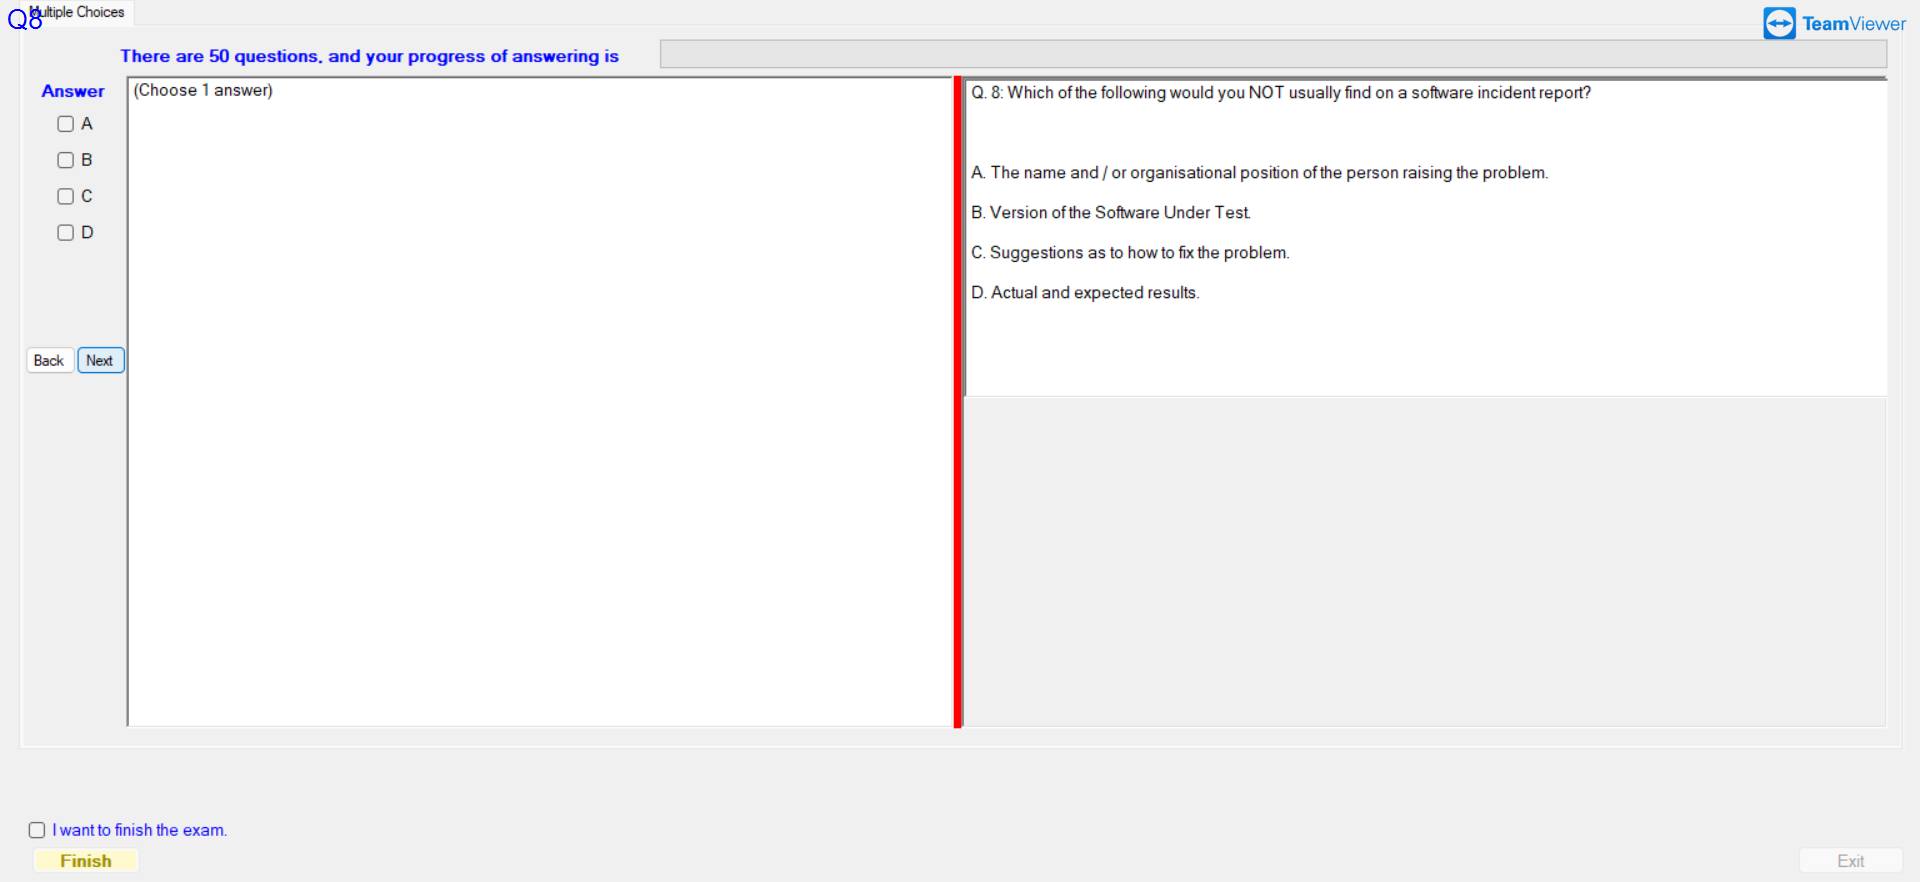 Multiple Choices
Q8
TeamViewer
There are 50 questions, and your progress of answering is
Answer
(Choose 1 answer)
A
B
C
D
Back
Next
Q. 8: Which of the following would you NOT usually find on a software incident report?
A. The name and / or organisational position of the person raising the problem.
B. Version of the Software Under Test.
C. Suggestions as to how to fix the problem.
D. Actual and expected results.
I want to finish the exam.
Finish
Exit